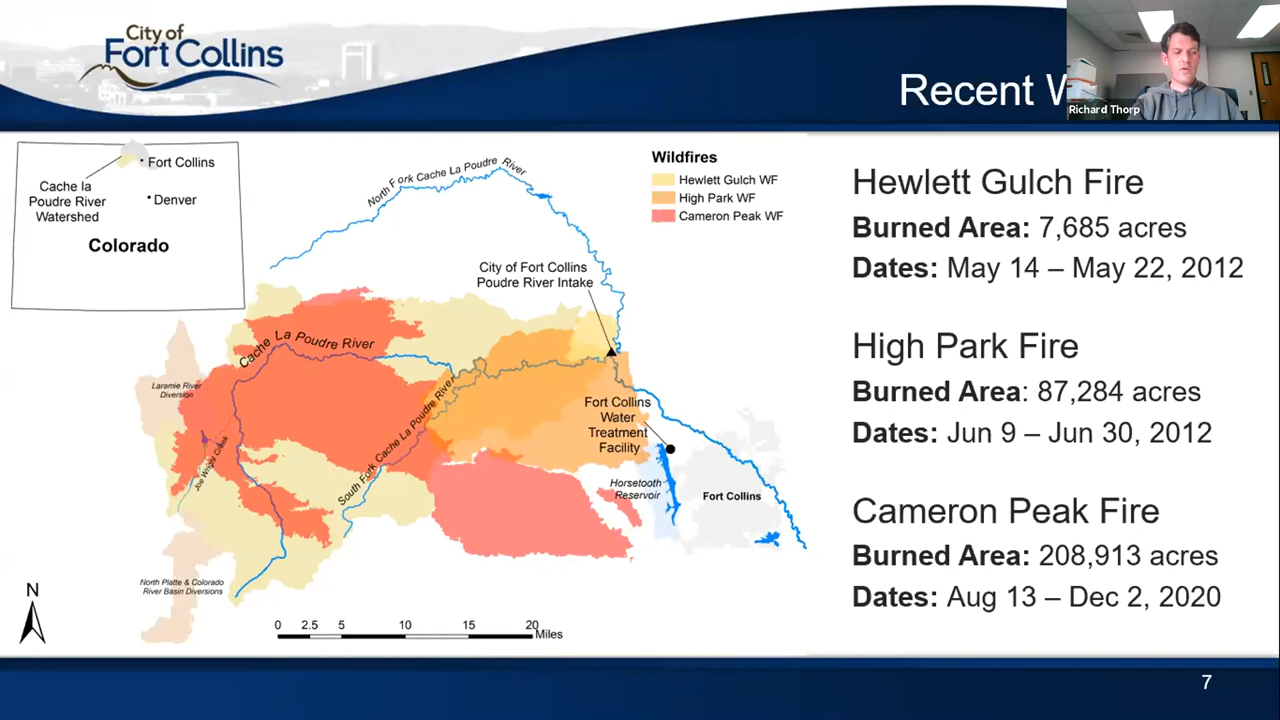 City of
Fort Collins
Recent W
Richard Thorp
Fort Collins
Cache la
Poudre River
Watershed
Denver
Colorado
North Fork Cache La Poudre River
Wildfires
Hewlett Gulch WF
High Park WF
Cameron Peak WF
City of Fort Collins
Poudre River Intake
Cache La Poudre River
Laramie River
Diversion
Joe Wright Creek
South Fork Cache La Poudre River
Fort Collins
Water
Treatment
Facility
Horsetooth
Reservoir
Fort Collins
North Platte & Colorado
River Basin Diversions
N
0 2.5 5 10 15 20
Miles
Hewlett Gulch Fire
Burned Area: 7,685 acres
Dates: May 14 – May 22, 2012
High Park Fire
Burned Area: 87,284 acres
Dates: Jun 9 – Jun 30, 2012
Cameron Peak Fire
Burned Area: 208,913 acres
Dates: Aug 13 – Dec 2, 2020
7